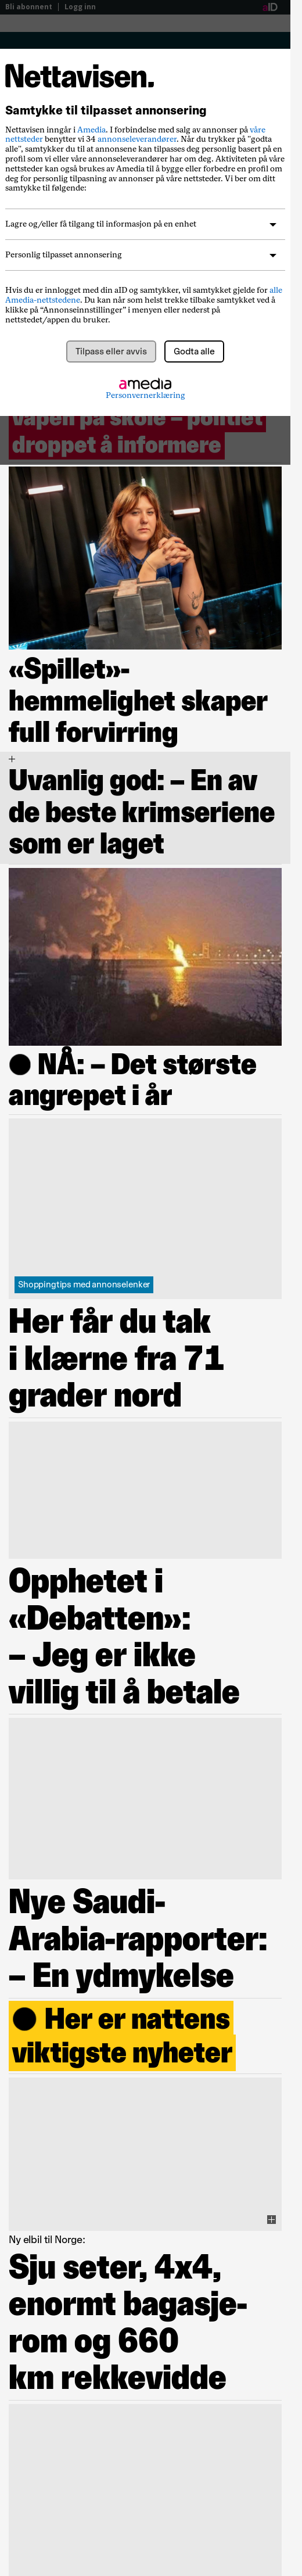 Bli abonnent | Logg inn
aID
Nettavisen.
Samtykke til tilpasset annonsering
Nettavisen inngår i Amedia. I forbindelse med salg av annonser på våre
nettsteder benytter vi 34 annonseleverandører. Når du trykker på "godta
alle", samtykker du til at annonsene kan tilpasses deg personlig basert på en
profil som vi eller våre annonseleverandører har om deg. Aktiviteten på våre
nettsteder kan også brukes av Amedia til å bygge eller forbedre en profil om
deg for personlig tilpasning av annonser på våre nettsteder. Vi ber om ditt
samtykke til følgende:
Lagre og/eller få tilgang til informasjon på en enhet
Personlig tilpasset annonsering
Hvis du er innlogget med din aID og samtykker, vil samtykket gjelde for alle
Amedia-nettstedene. Du kan når som helst trekke tilbake samtykket ved å
klikke på “Annonseinnstillinger” i menyen eller nederst på
nettstedet/appen du bruker.
Tilpass eller avvis
Godta alle
amedia
Personvernerklæring
våpen på skole – politiet
droppet å informere
«Spillet»-
hemmelighet skaper
full forvirring
Uvanlig god: – En av
de beste krimseriene
som er laget
NÅ: – Det største
angrepet i år
Shoppingtips med annonselenker
Her får du tak
i klærne fra 71
grader nord
Opphetet i
«Debatten»:
– Jeg er ikke
villig til å betale
Nye Saudi-
Arabia-rapporter:
– En ydmykelse
Her er nattens
viktigste nyheter
Ny elbil til Norge:
Sju seter, 4x4,
enormt bagasje-
rom og 660
km rekkevidde